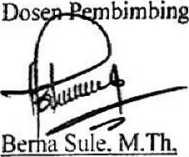 Dosen Pembimbing
Berna Sule, M.Th,